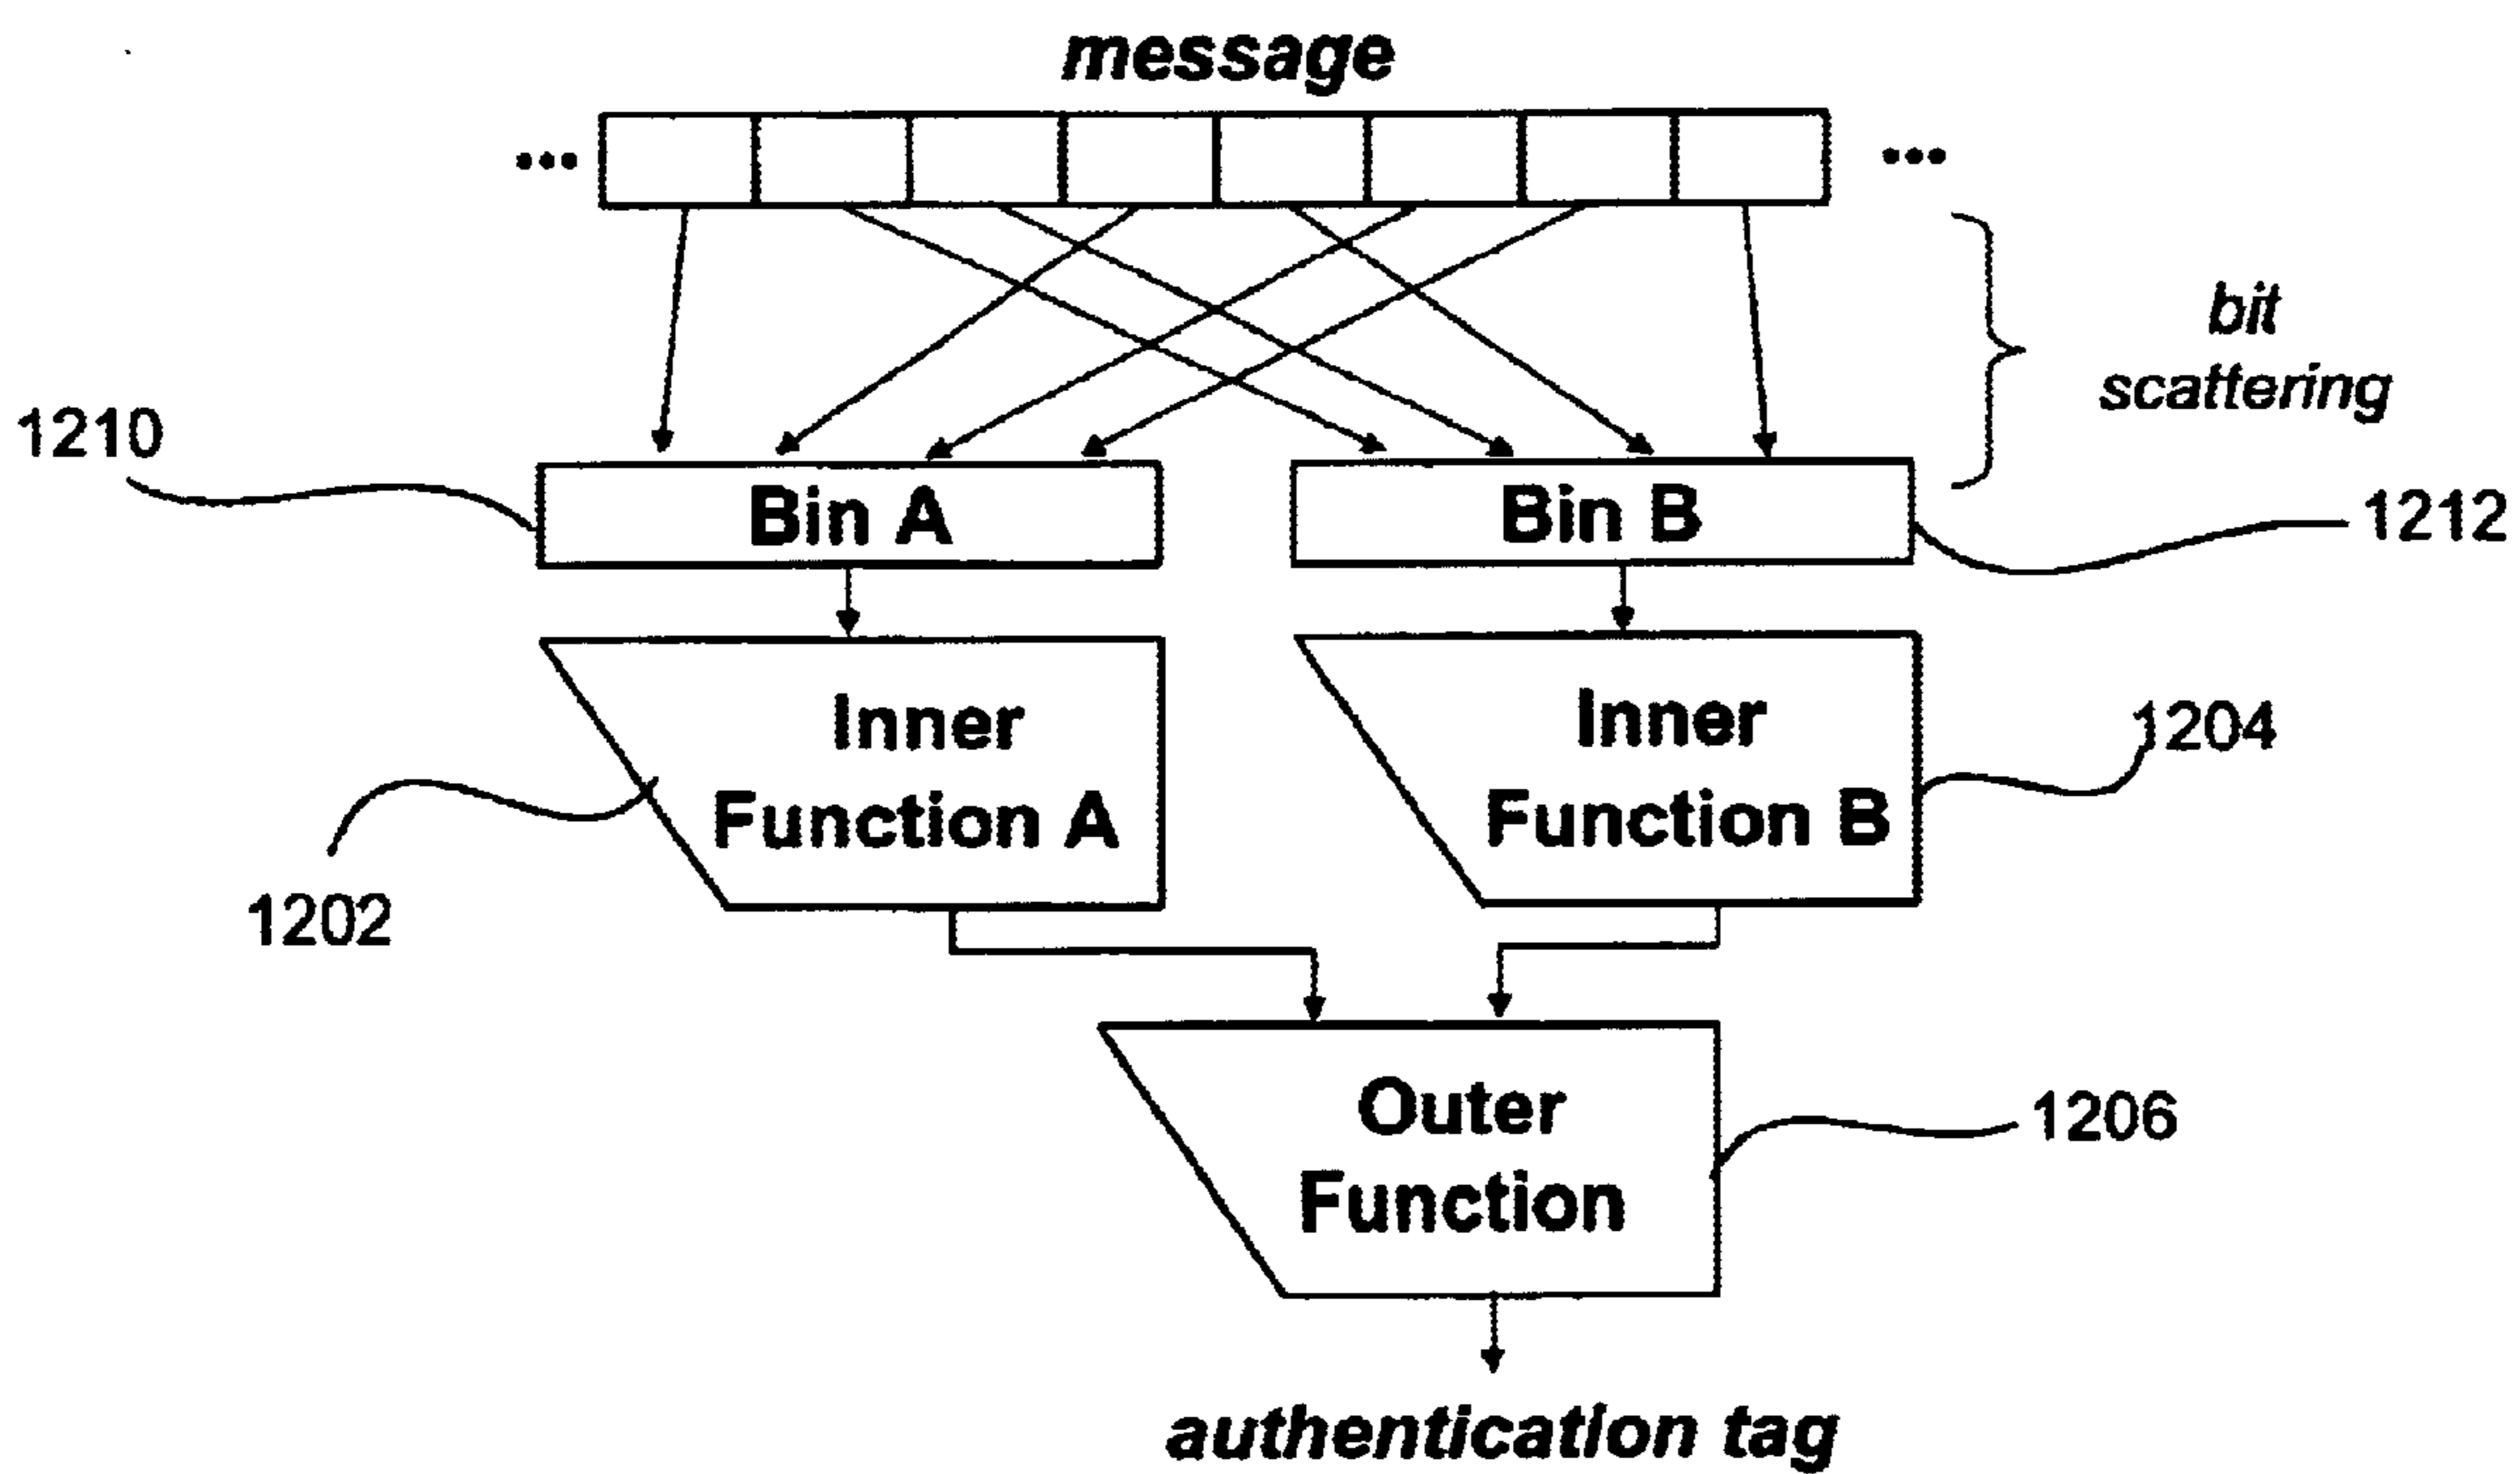 message
... ...
bit
scattering
1210
Bin A
Bin B
1212
Inner
Function A
Inner
Function B
1204
1202
Outer
Function
1206
authentication tag